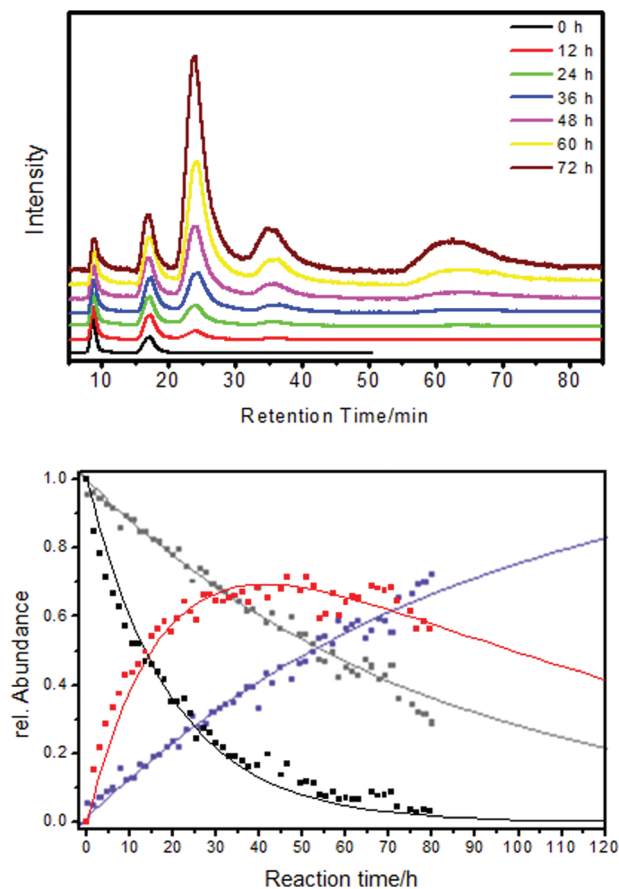 0 h
12 h
24 h
36 h
48 h
60 h
72 h
Intensity
10 20 30 40 50 60 70 80
Retention Time/min
1.0
0.8
0.6
0.4
0.2
0.0
rel. Abundance
0 10 20 30 40 50 60 70 80 90 100 110 120
Reaction time/h